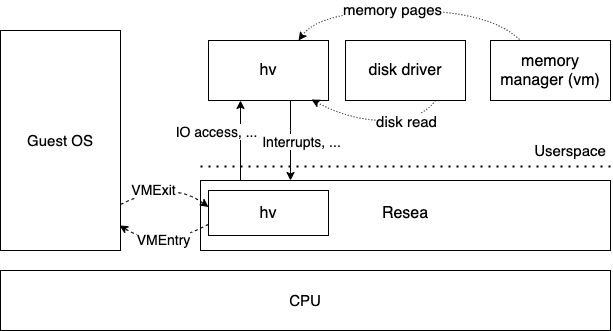 memory pages
hv
disk driver
memory
manager (vm)
disk read
Guest OS
IO access, ...
Interrupts, ...
Userspace
VMExit
hv
Resea
VMEntry
CPU